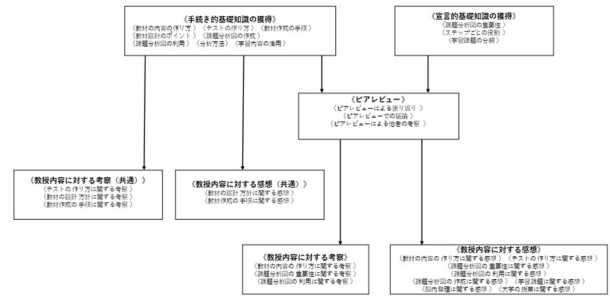 《手続き的基礎知識の獲得》
〈教材の内容の作り方〉〈テストの作り方〉〈教材作成の手順〉
〈教材設計のポイント〉〈課題分析図の作成〉
〈課題分析図の利用〉〈分析方法〉〈学習内容の活用〉
《宣言的基礎知識の獲得》
〈課題分析図の重要性〉
〈ステップごとの役割〉
〈学習課題の分類〉
《ピアレビュー》
〈ピアレビューによる振り返り〉
〈ピアレビューでの議論〉
〈ピアレビューによる他者の考察〉
《教授内容に対する考察（共通）》
〈テストの作り方に関する考察〉
〈教材の設計方針に関する考察〉
〈教材作成の手順に関する考察〉
《教授内容に対する感想（共通）》
〈教材の設計方針に関する感想〉
〈教材作成の手順に関する感想〉
《教授内容に対する考察》
〈教材の内容の作り方に関する考察〉
〈課題分析図の重要性に関する考察〉
〈課題分析図の利用に関する考察〉
《教授内容に対する感想》
〈教材の内容の作り方に関する感想〉〈テストの作り方に関する感想〉
〈課題分析図の重要性に関する感想〉
〈課題分析図の利用に関する感想〉
〈課題分析図の作成に関する感想〉〈学習課題に関する感想〉
に関する感想〉〈大学の授業に関する感想〉